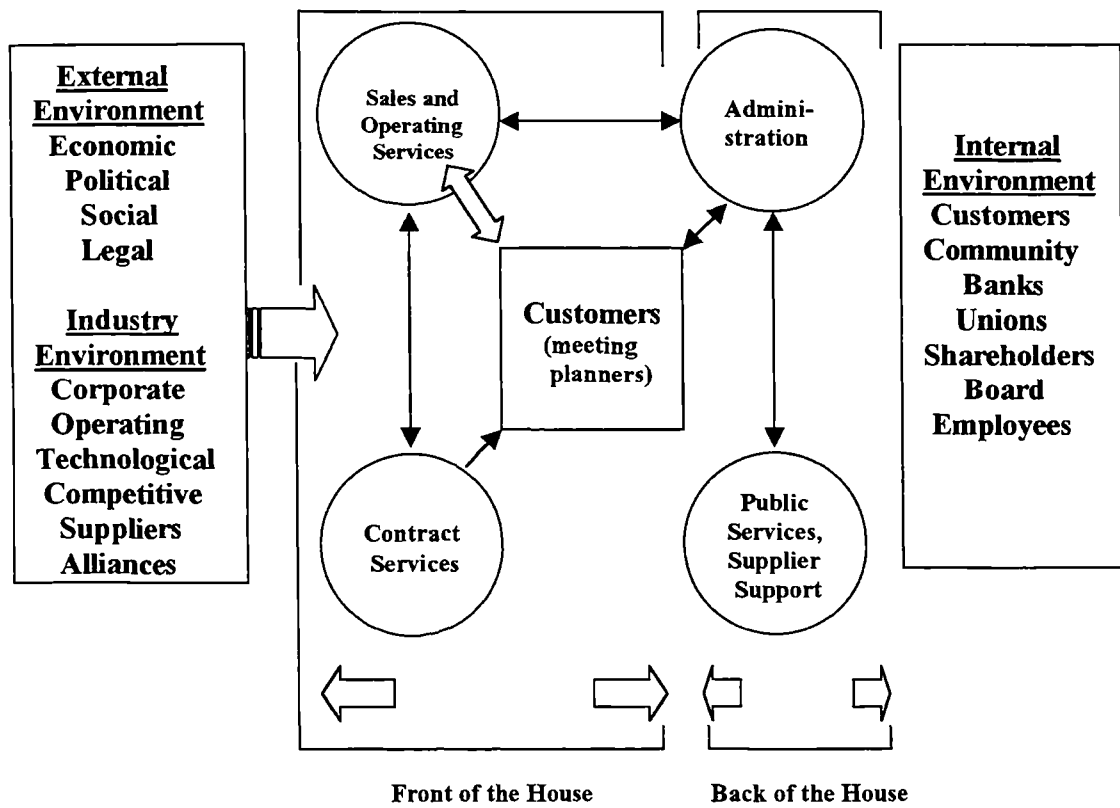 External
Environment
Economic
Political
Social
Legal
Industry
Environment
Corporate
Operating
Technological
Competitive
Suppliers
Alliances
Sales and
Operating
Services
Admini-
stration
Customers
(meeting
planners)
Contract
Services
Public
Services,
Supplier
Support
Internal
Environment
Customers
Community
Banks
Unions
Shareholders
Board
Employees
Front of the House
Back of the House